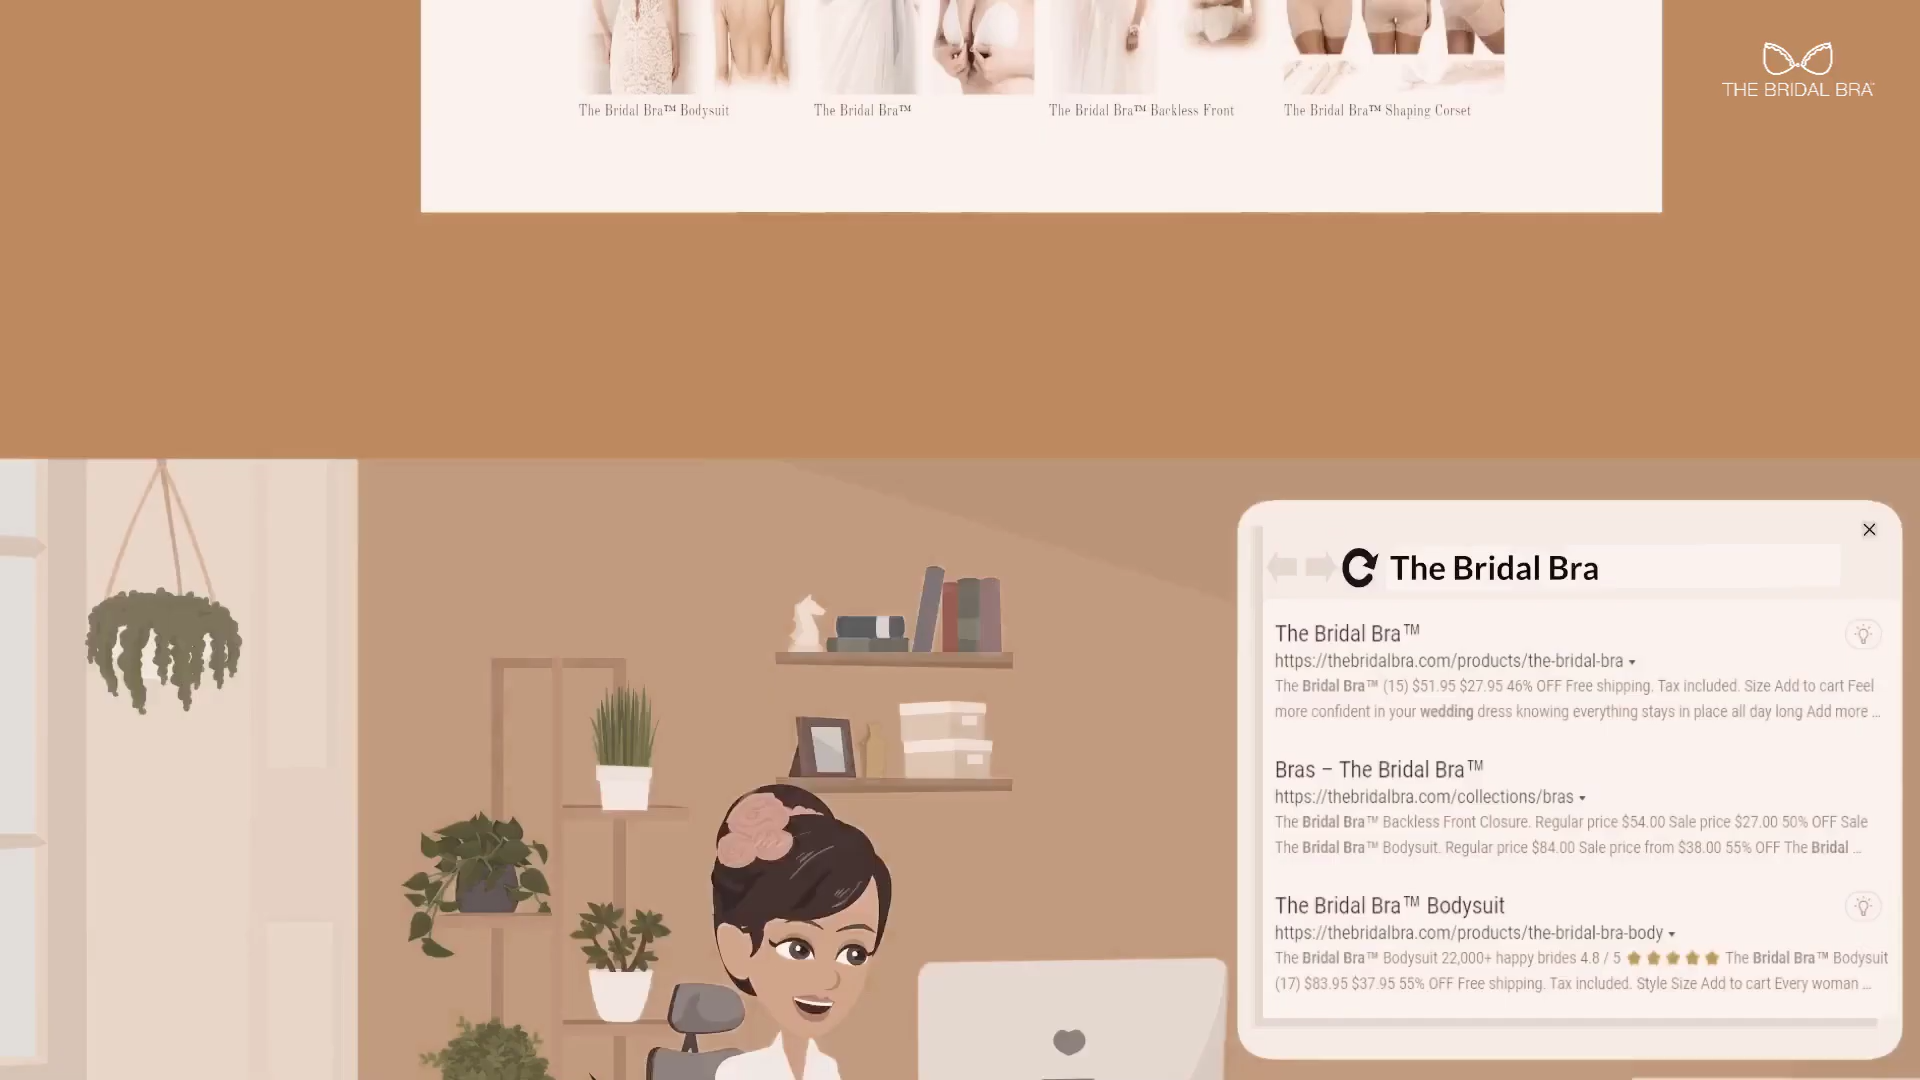 The Bridal Bra™ Bodysuit
The Bridal Bra™
The Bridal Bra™ Backless Front
The Bridal Bra™ Shaping Corset
THE BRIDAL BRA™
The Bridal Bra
The Bridal Bra™
https://thebridalbra.com/products/the-bridal-bra
The Bridal Bra™ (15) $51.95 $27.95 46% OFF Free shipping. Tax included. Size Add to cart Feel
more confident in your wedding dress knowing everything stays in place all day long Add more ...
Bras – The Bridal Bra™
https://thebridalbra.com/collections/bras
The Bridal Bra™ Backless Front Closure. Regular price $54.00 Sale price $27.00 50% OFF Sale
The Bridal Bra™ Bodysuit. Regular price $84.00 Sale price from $38.00 55% OFF The Bridal ...
The Bridal Bra™ Bodysuit
https://thebridalbra.com/products/the-bridal-bra-body
The Bridal Bra™ Bodysuit 22,000+ happy brides 4.8 / 5 ★★★★★ The Bridal Bra™ Bodysuit
(17) $83.95 $37.95 55% OFF Free shipping. Tax included. Style Size Add to cart Every woman ...